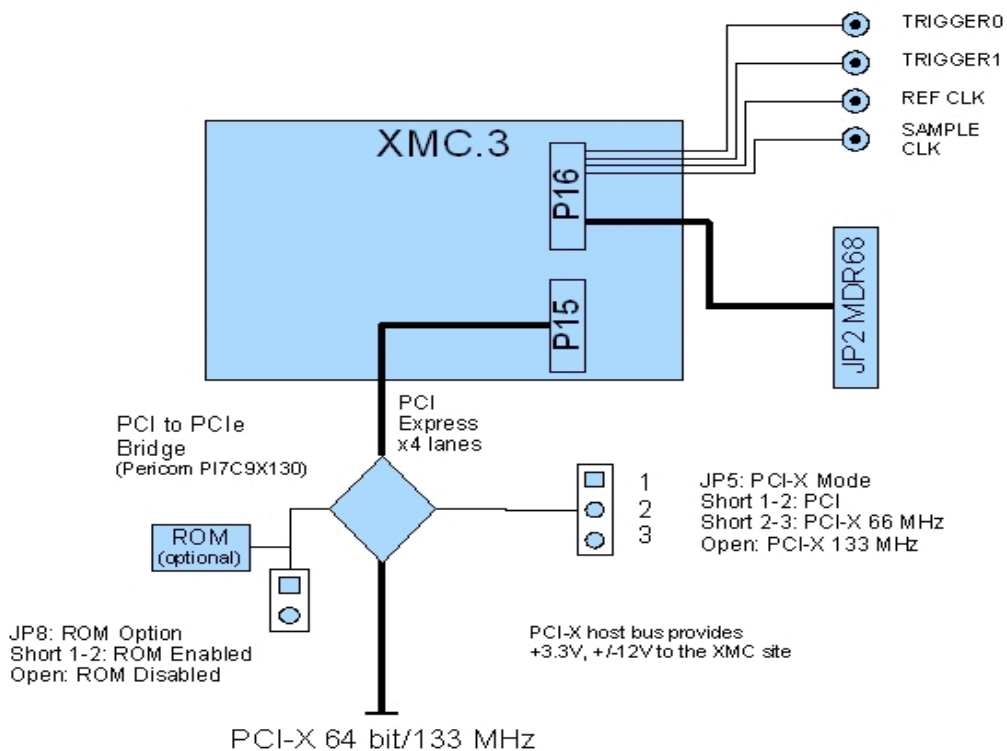 TRIGGER0
TRIGGER1
REF CLK
SAMPLE
CLK
XMC.3
P16
P15
JP2 MDR68
PCI
Express
x4 lanes
PCI to PCIe
Bridge
(Pericom PI7C9X130)
1
2
3
JP5: PCI-X Mode
Short 1-2: PCI
Short 2-3: PCI-X 66 MHz
Open: PCI-X 133 MHz
ROM
(optional)
JP8: ROM Option
Short 1-2: ROM Enabled
Open: ROM Disabled
PCI-X host bus provides
+3.3V, +/-12V to the XMC site
PCI-X 64 bit/133 MHz